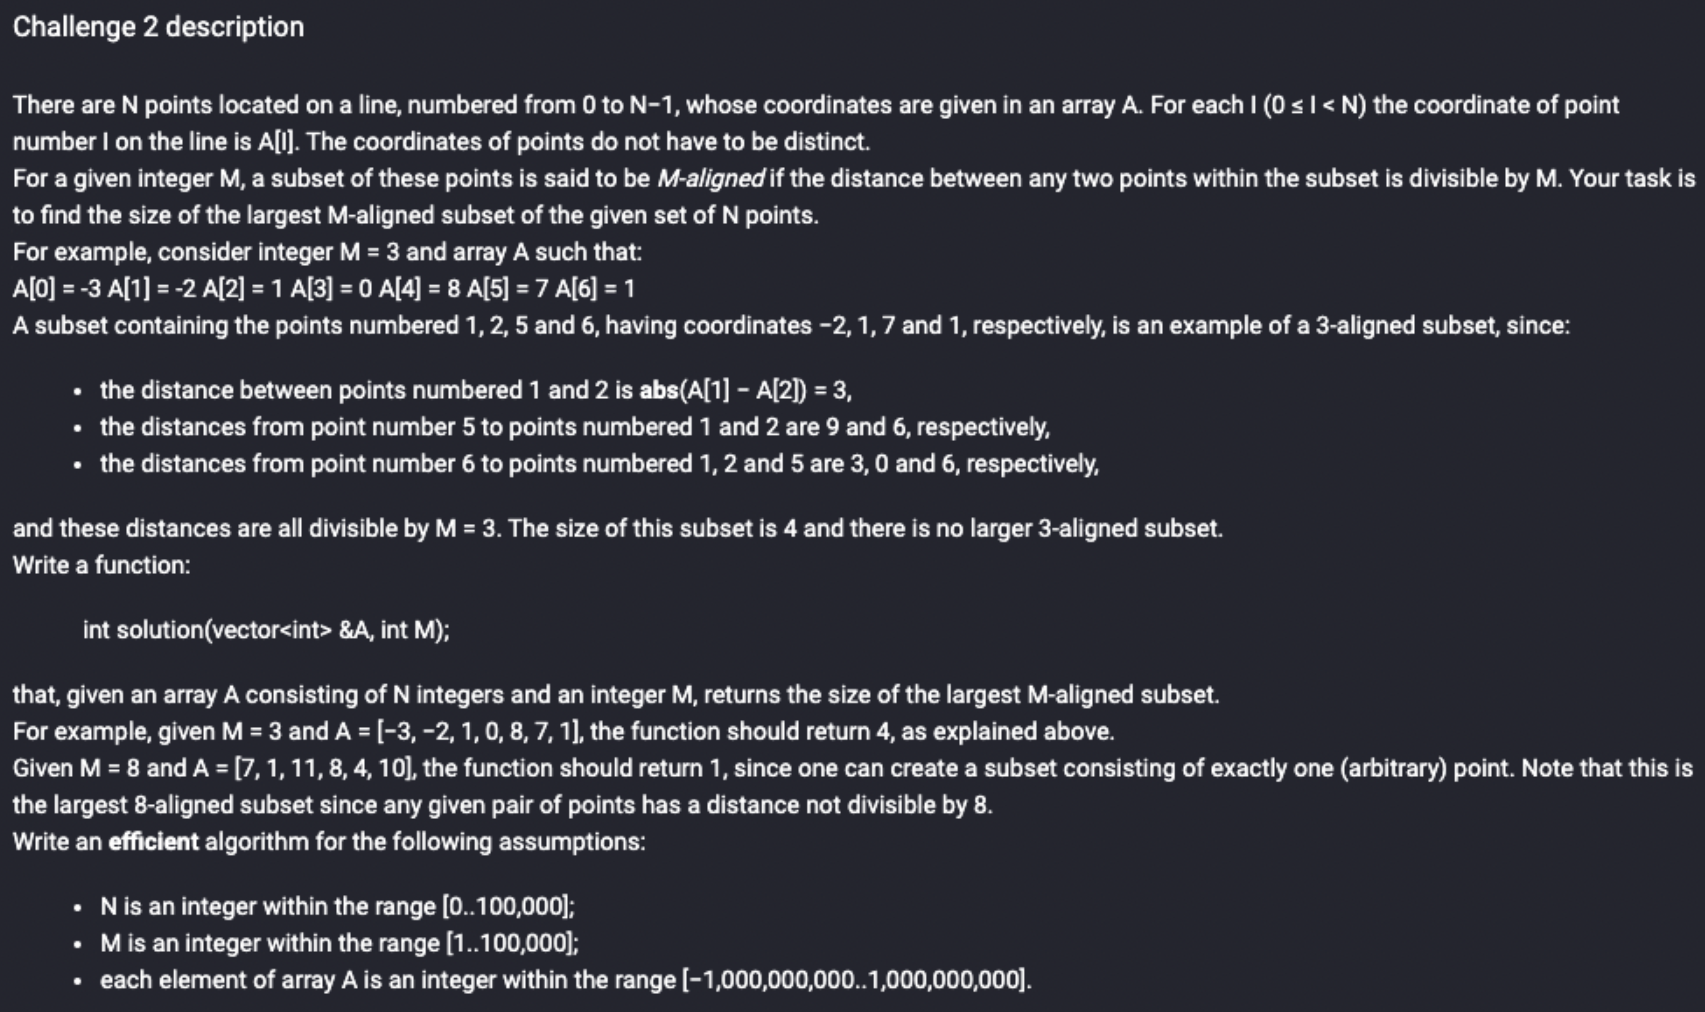 Challenge 2 description
There are N points located on a line, numbered from 0 to N−1, whose coordinates are given in an array A. For each I (0 ≤ I < N) the coordinate of point
number I on the line is A[I]. The coordinates of points do not have to be distinct.
For a given integer M, a subset of these points is said to be M-aligned if the distance between any two points within the subset is divisible by M. Your task is
to find the size of the largest M-aligned subset of the given set of N points.
For example, consider integer M = 3 and array A such that:
A[0] = -3 A[1] = -2 A[2] = 1 A[3] = 0 A[4] = 8 A[5] = 7 A[6] = 1
A subset containing the points numbered 1, 2, 5 and 6, having coordinates −2, 1, 7 and 1, respectively, is an example of a 3-aligned subset, since:
• the distance between points numbered 1 and 2 is abs(A[1] − A[2]) = 3,
• the distances from point number 5 to points numbered 1 and 2 are 9 and 6, respectively,
• the distances from point number 6 to points numbered 1, 2 and 5 are 3, 0 and 6, respectively,
and these distances are all divisible by M = 3. The size of this subset is 4 and there is no larger 3-aligned subset.
Write a function:
int solution(vector<int> &A, int M);
that, given an array A consisting of N integers and an integer M, returns the size of the largest M-aligned subset.
For example, given M = 3 and A = [−3, −2, 1, 0, 8, 7, 1], the function should return 4, as explained above.
Given M = 8 and A = [7, 1, 11, 8, 4, 10], the function should return 1, since one can create a subset consisting of exactly one (arbitrary) point. Note that this is
the largest 8-aligned subset since any given pair of points has a distance not divisible by 8.
Write an efficient algorithm for the following assumptions:
• N is an integer within the range [0..100,000];
• M is an integer within the range [1..100,000];
• each element of array A is an integer within the range [−1,000,000,000..1,000,000,000].